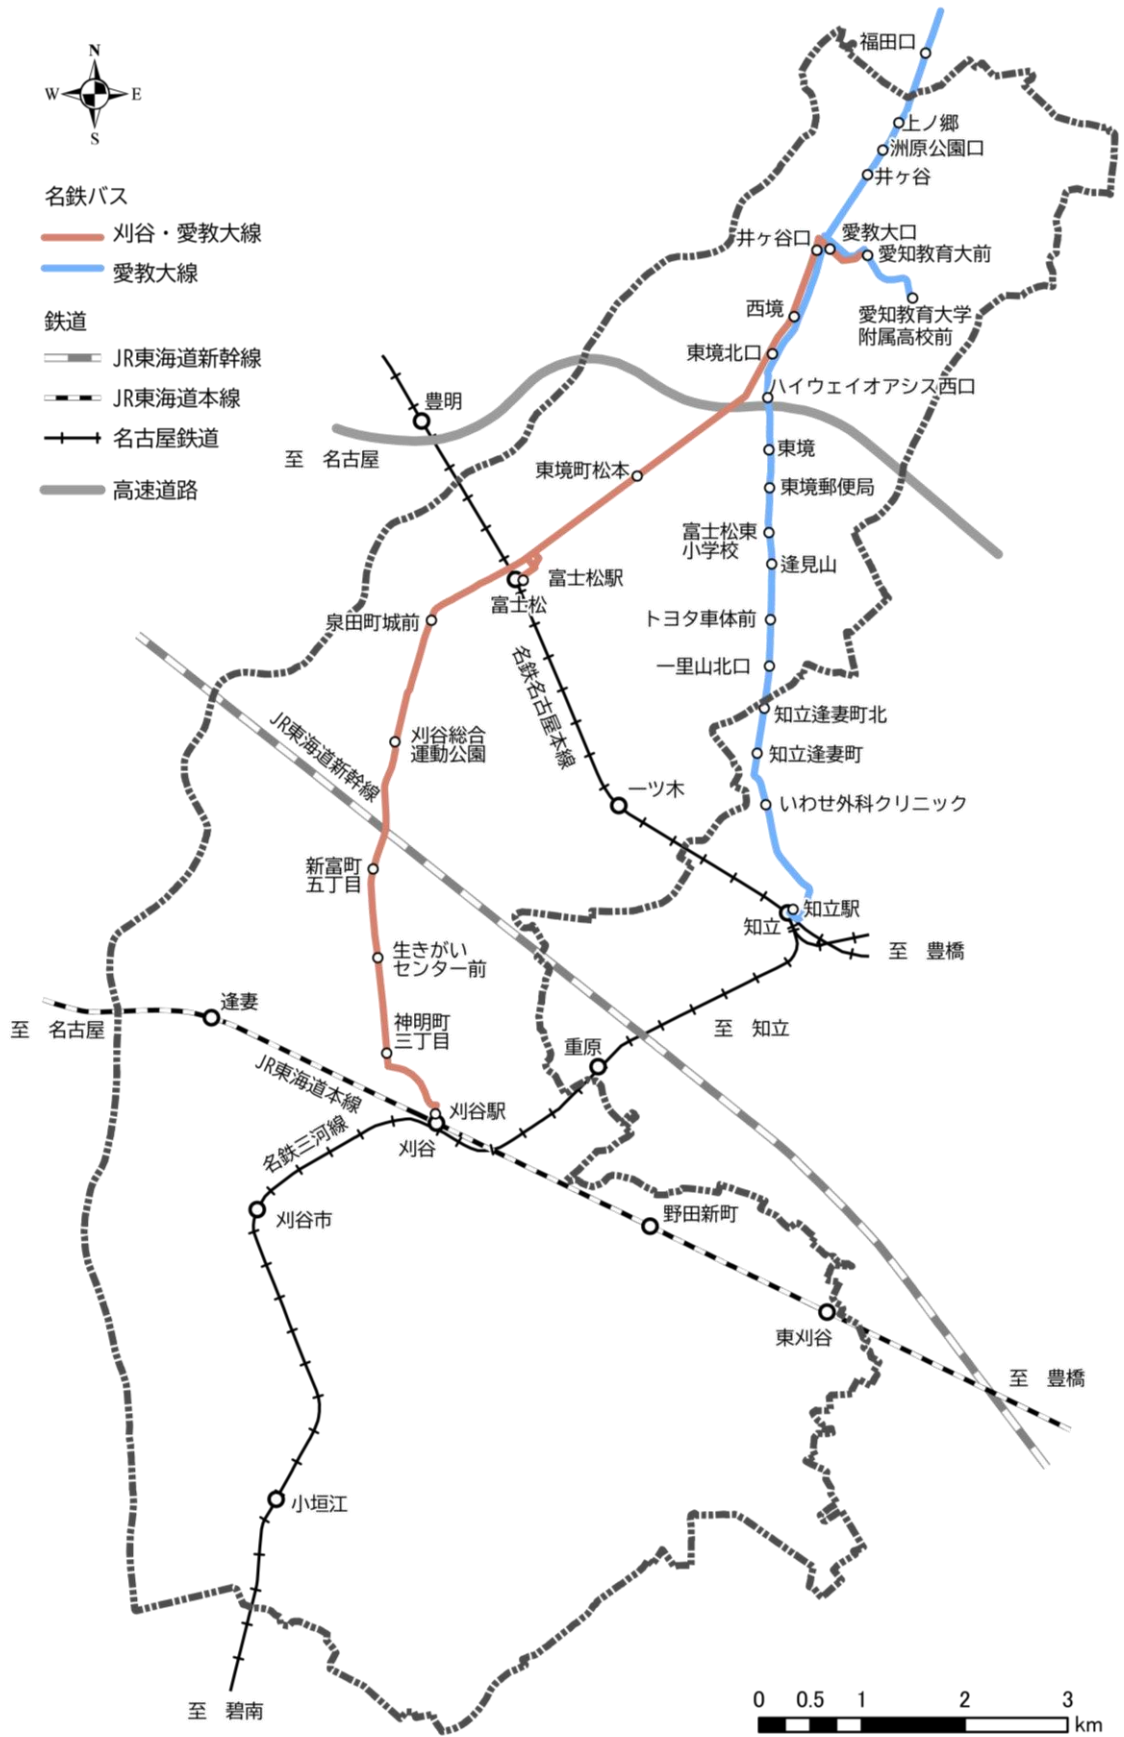 N
W
E
S
名鉄バス
刈谷・愛教大線
愛教大線
鉄道
JR東海道新幹線
JR東海道本線
名古屋鉄道
高速道路
福田口
上ノ郷
洲原公園口
井ヶ谷
井ヶ谷口
愛教大口
愛知教育大前
愛知教育大学
附属高校前
西境
東境北口
ハイウェイオアシス西口
豊明
至 名古屋
東境
東境町松本
東境郵便局
富士松東
小学校
逢見山
富士松駅
富士松
泉田町城前
トヨタ車体前
一里山北口
名鉄名古屋本線
知立逢妻町北
JR東海道新幹線
刈谷総合
運動公園
知立逢妻町
一ツ木
いわせ外科クリニック
新富町
五丁目
知立駅
知立
至 豊橋
生きがい
センター前
逢妻
至 名古屋
神明町
三丁目
至 知立
重原
JR東海道本線
刈谷駅
刈谷
名鉄三河線
刈谷市
野田新町
東刈谷
至 豊橋
小垣江
至 碧南
0 0.5 1 2 3
km